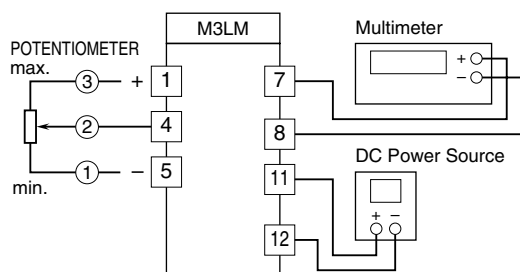 M3LM
Multimeter
POTENTIOMETER
max.
3 + 1
7
+
−
2 4
8
DC Power Source
1 − 5
11
min.
+ −
12